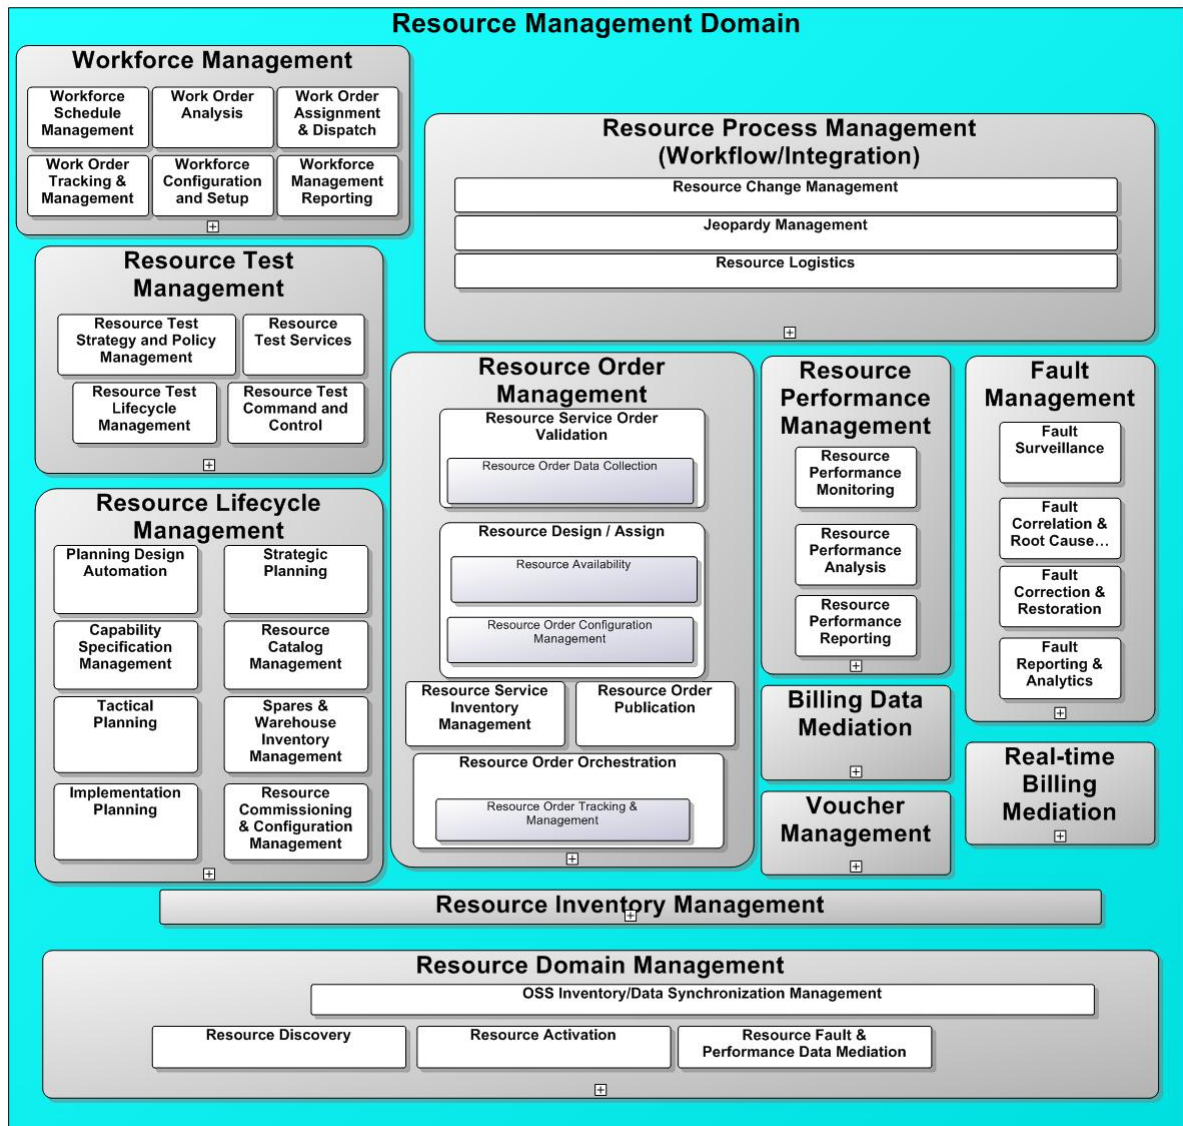 Resource Management Domain
Workforce Management
Workforce
Schedule
Management
Work Order
Analysis
Work Order
Assignment
& Dispatch
Work Order
Tracking &
Management
Workforce
Configuration
and Setup
Workforce
Management
Reporting
Resource Process Management
(Workflow/Integration)
Resource Change Management
Jeopardy Management
Resource Logistics
Resource Test
Management
Resource Test
Strategy and Policy
Management
Resource
Test Services
Resource Test
Lifecycle
Management
Resource Test
Command and
Control
Resource Lifecycle
Management
Planning Design
Automation
Strategic
Planning
Capability
Specification
Management
Resource
Catalog
Management
Tactical
Planning
Spares &
Warehouse
Inventory
Management
Implementation
Planning
Resource
Commissioning
& Configuration
Management
Resource Order
Management
Resource Service Order
Validation
Resource Order Data Collection
Resource Design / Assign
Resource Availability
Resource Order Configuration
Management
Resource Service
Inventory
Management
Resource Order
Publication
Resource Order Orchestration
Resource Order Tracking &
Management
Resource
Performance
Management
Resource
Performance
Monitoring
Resource
Performance
Analysis
Resource
Performance
Reporting
Fault
Management
Fault
Surveillance
Fault
Correlation &
Root Cause...
Fault
Correction &
Restoration
Fault
Reporting &
Analytics
Billing Data
Mediation
Voucher
Management
Real-time
Billing
Mediation
Resource Inventory Management
Resource Domain Management
OSS Inventory/Data Synchronization Management
Resource Discovery
Resource Activation
Resource Fault &
Performance Data Mediation